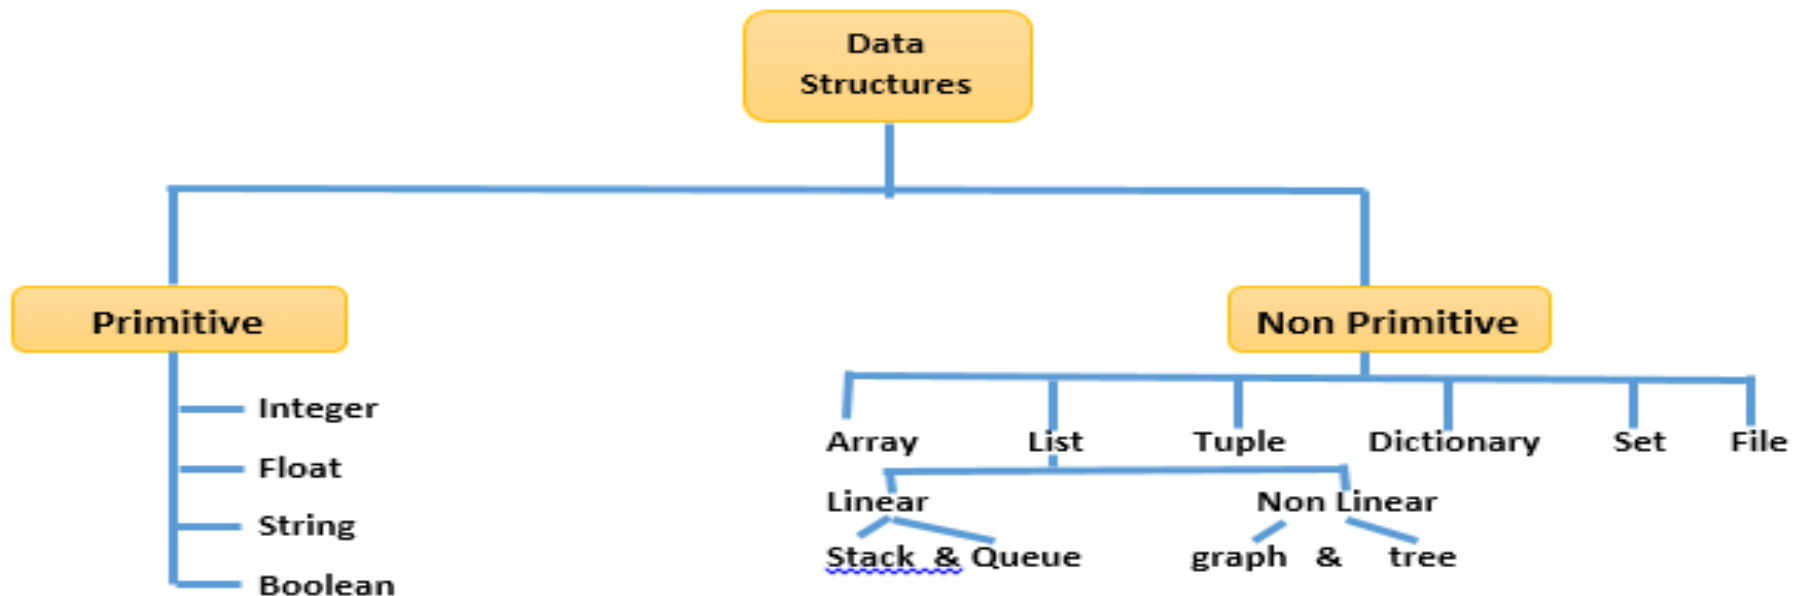 Data
Structures
Primitive
Non Primitive
Integer
Float
String
Boolean
Array List Tuple Dictionary Set File
Linear Non Linear
Stack & Queue graph & tree